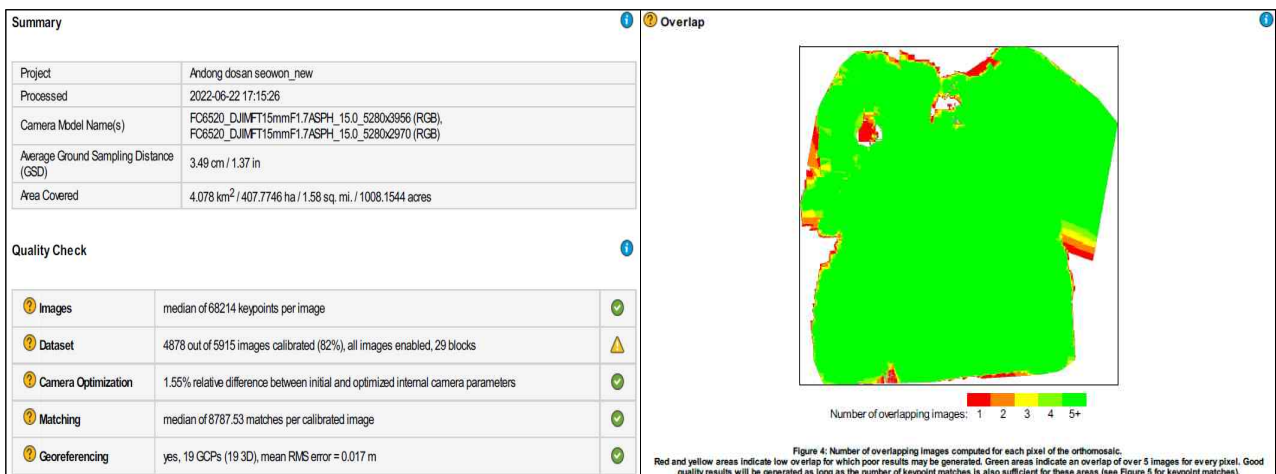 Summary
Project
Andong dosan seowon_new
Processed
2022-06-22 01:35:26
Camera Model Name(s)
FC6520_DJIMFT15mmF1.7ASPH_15.0_5280x3956 (RGB),
FC6520_DJIMFT15mmF1.7ASPH_15.0_5280x2970 (RGB)
Average Ground Sampling Distance
(GSD)
3.49 cm / 1.37 in
Area Covered
4.078 km² / 407.7746 ha / 1.58 sq. mi. / 1008.1544 acres
Quality Check
Images
median of 68214 keypoints per image
Dataset
4878 out of 5915 images calibrated (82%), all images enabled, 29 blocks
Camera Optimization
1.55% relative difference between initial and optimized internal camera parameters
Matching
median of 8787.53 matches per calibrated image
Georeferencing
yes, 19 GCPs (19 3D), mean RMS error = 0.017 m
Overlap
Number of overlapping images: 1 2 3 4 5+
Figure 4: Number of overlapping images computed for each pixel of the orthomosaic.
Red and yellow areas indicate low overlap for which poor results may be generated. Green areas indicate an overlap of over 5 images for every pixel. Good
quality results will be generated as long as the number of keypoint matches is also sufficient for these areas (see Figure 5 for keypoint matches).